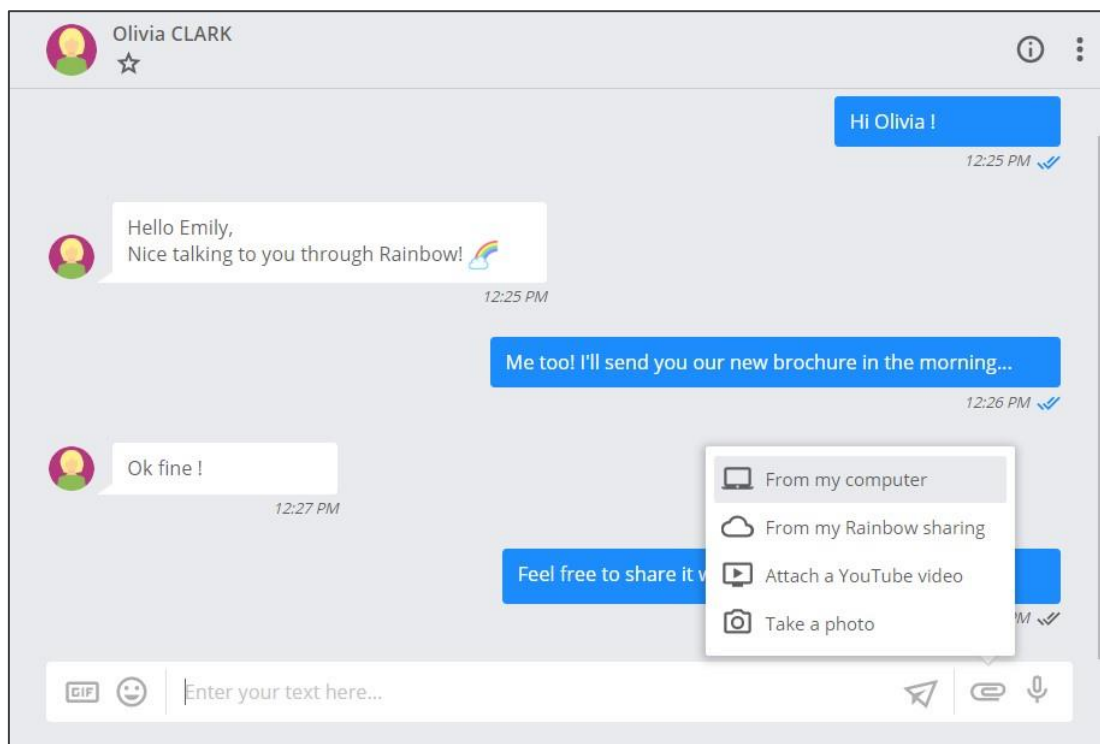 Olivia CLARK
Hi Olivia !
12:25 PM
Hello Emily,
Nice talking to you through Rainbow!
12:25 PM
Me too! I'll send you our new brochure in the morning...
12:26 PM
Ok fine !
12:27 PM
From my computer
From my Rainbow sharing
Feel free to share it
Attach a YouTube video
Take a photo
PM
GIF
Enter your text here...